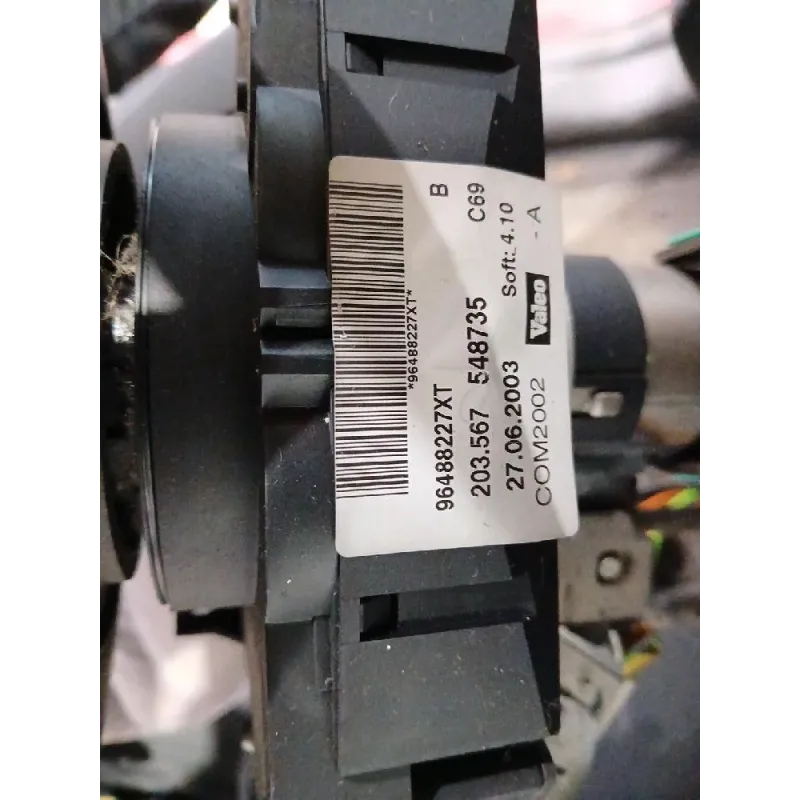 *96488227XT*
96488227XT B
203.567 548735 C69
27.06.2003 Soft: 4.10
COM2002 Valeo - A